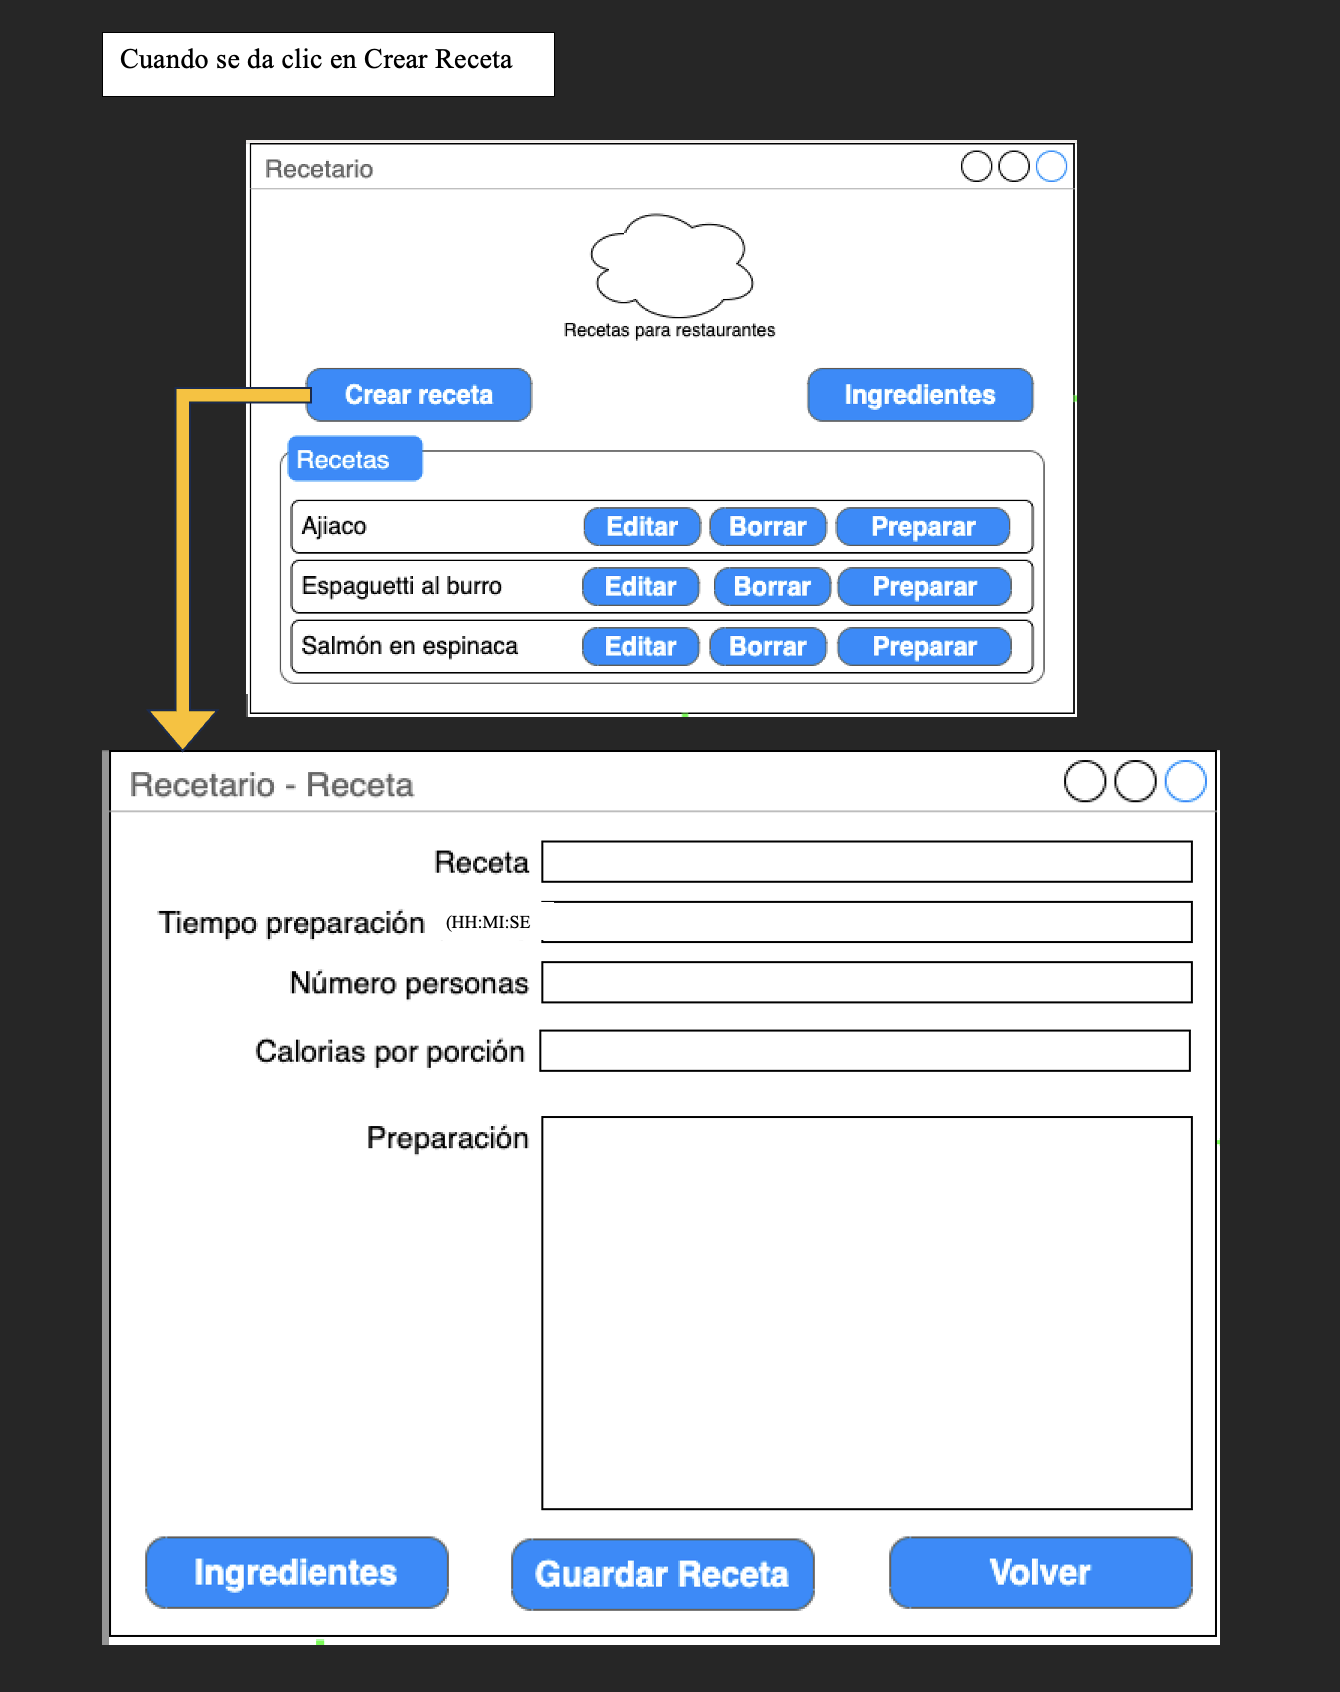 Cuando se da clic en Crear Receta
Recetario
Recetas para restaurantes
Crear receta Ingredientes
Recetas
Ajiaco Editar Borrar Preparar
Espaguetti al burro Editar Borrar Preparar
Salmón en espinaca Editar Borrar Preparar
Recetario - Receta
Receta
Tiempo preparación (HH:MI:SE
Número personas
Calorias por porción
Preparación
Ingredientes Guardar Receta Volver